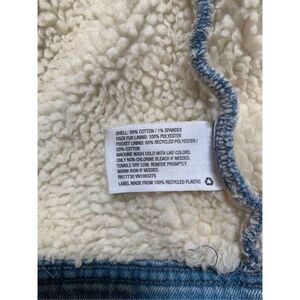 SHELL: 99% COTTON / 1% SPANDEX
FAUX FUR LINING: 100% POLYESTER
POCKET LINING: 65% RECYCLED POLYESTER /
35% COTTON
MACHINE WASH COLD WITH LIKE COLORS.
ONLY NON-CHLORINE BLEACH IF NEEDED.
TUMBLE DRY LOW. REMOVE PROMPTLY.
WARM IRON IF NEEDED.
RN17730
LABEL MADE FROM 100% RECYCLED PLASTIC